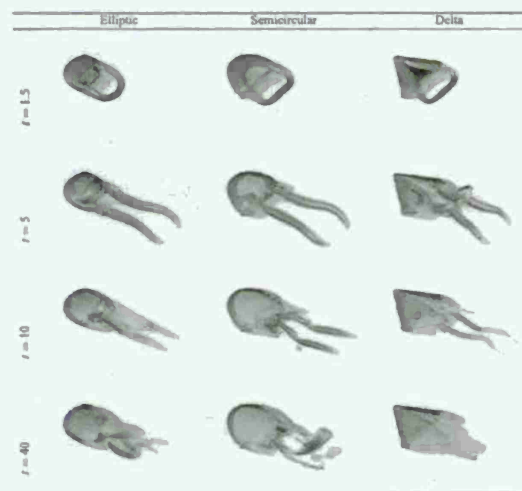 Elliptic Semicircular Delta
t = 1.5
t = 5
t = 10
t = 40